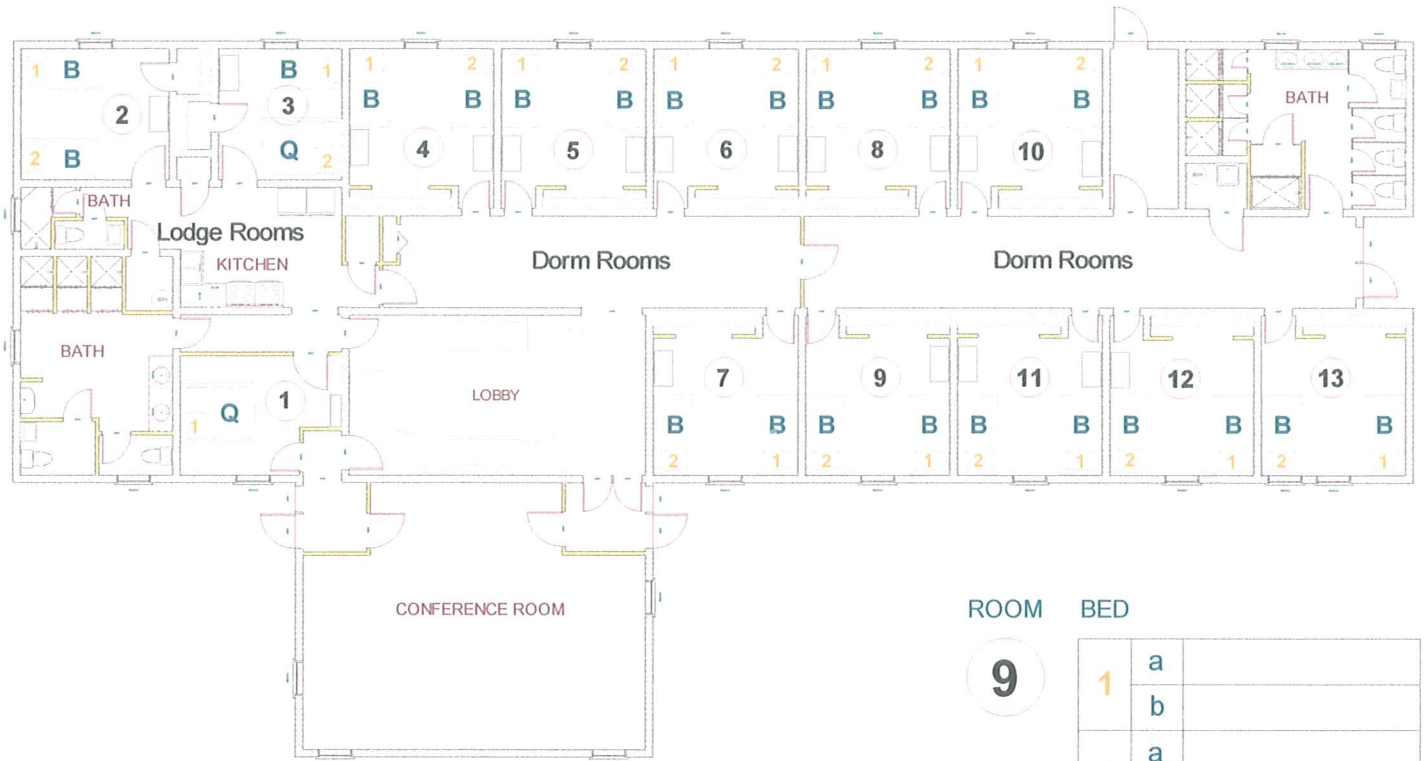 1 B B 1 1 2 1 2 1 2 1 2 1 2
B B B B B B B B B B BATH
2 3 4 5 6 8 10
2 B Q 2
BATH
Lodge Rooms
KITCHEN Dorm Rooms Dorm Rooms
BATH
1 LOBBY 7 9 11 12 13
Q
1 B B B B B B B B B B
2 1 2 1 2 1 2 1 2 1
CONFERENCE ROOM
ROOM BED
9 1 a
b
a